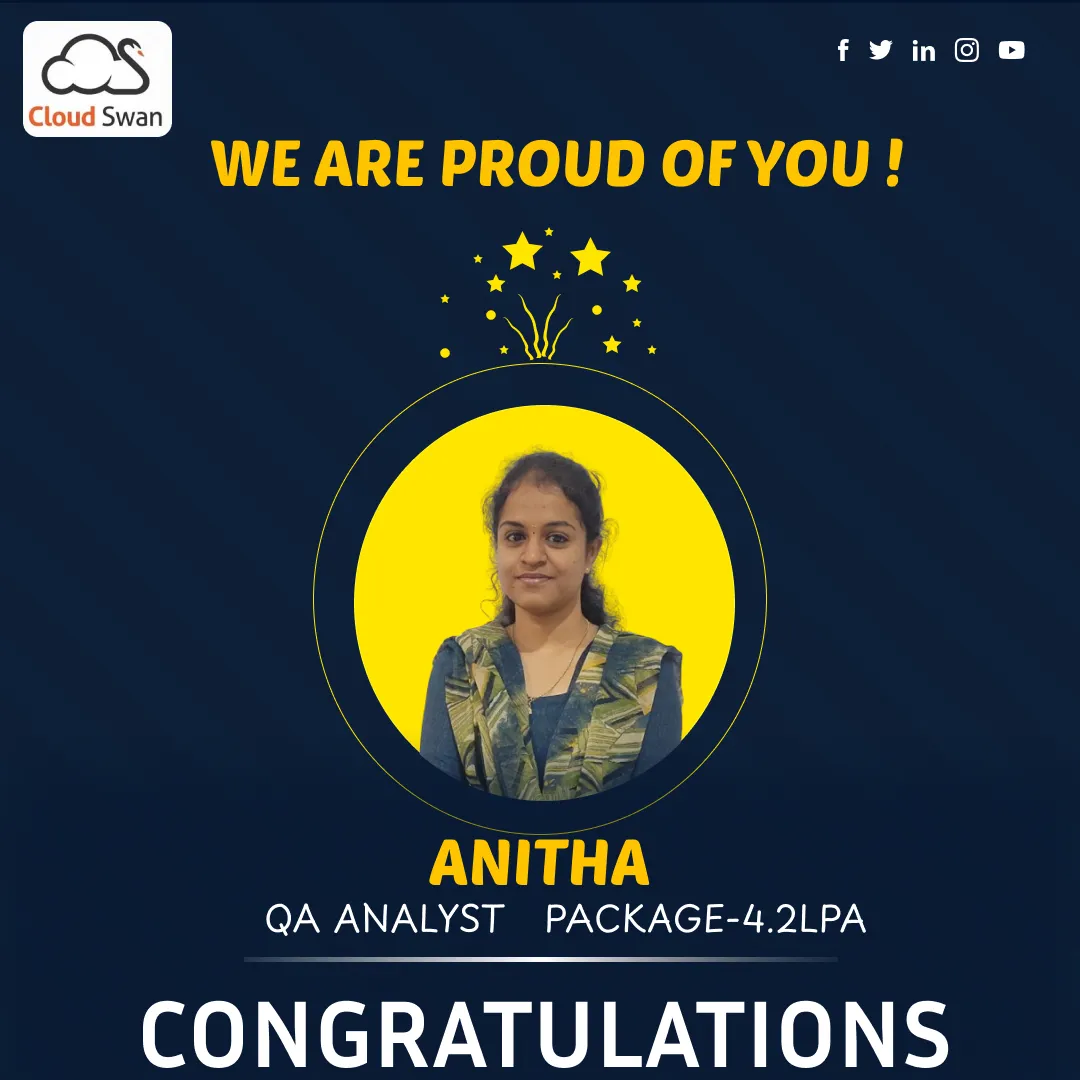 Cloud Swan
WE ARE PROUD OF YOU !
ANITHA
QA ANALYST PACKAGE-4.2LPA
CONGRATULATIONS